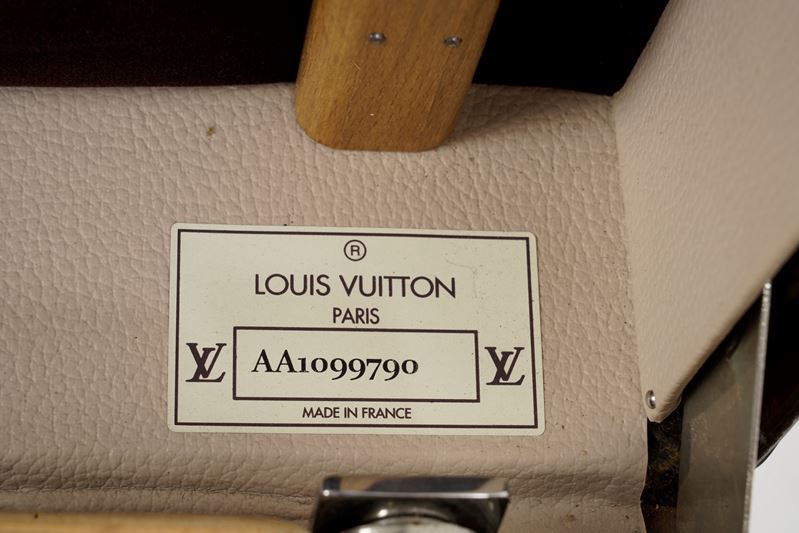 ®
LOUIS VUITTON
PARIS
LV AA1099790 LV
MADE IN FRANCE